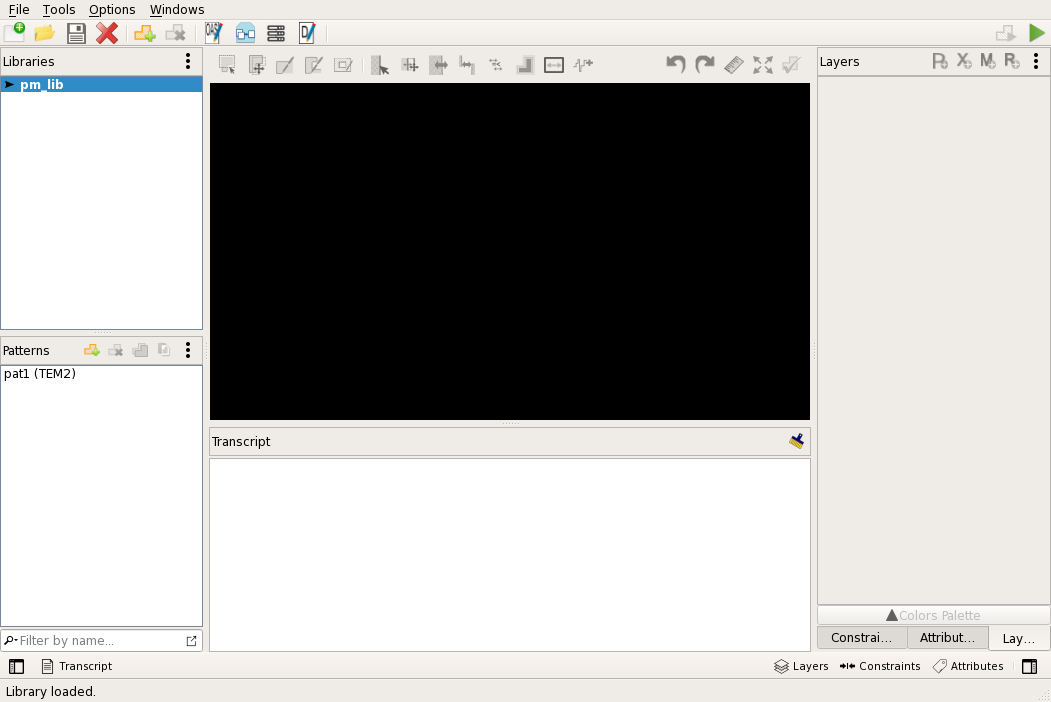 File Tools Options Windows
OAS
D
Libraries
pm_lib
Patterns
pat1 (TEM2)
Filter by name...
Transcript
Layers
P X M R
Colors Palette
Constrai... Attribut... Lay...
Transcript
Layers Constraints Attributes
Library loaded.